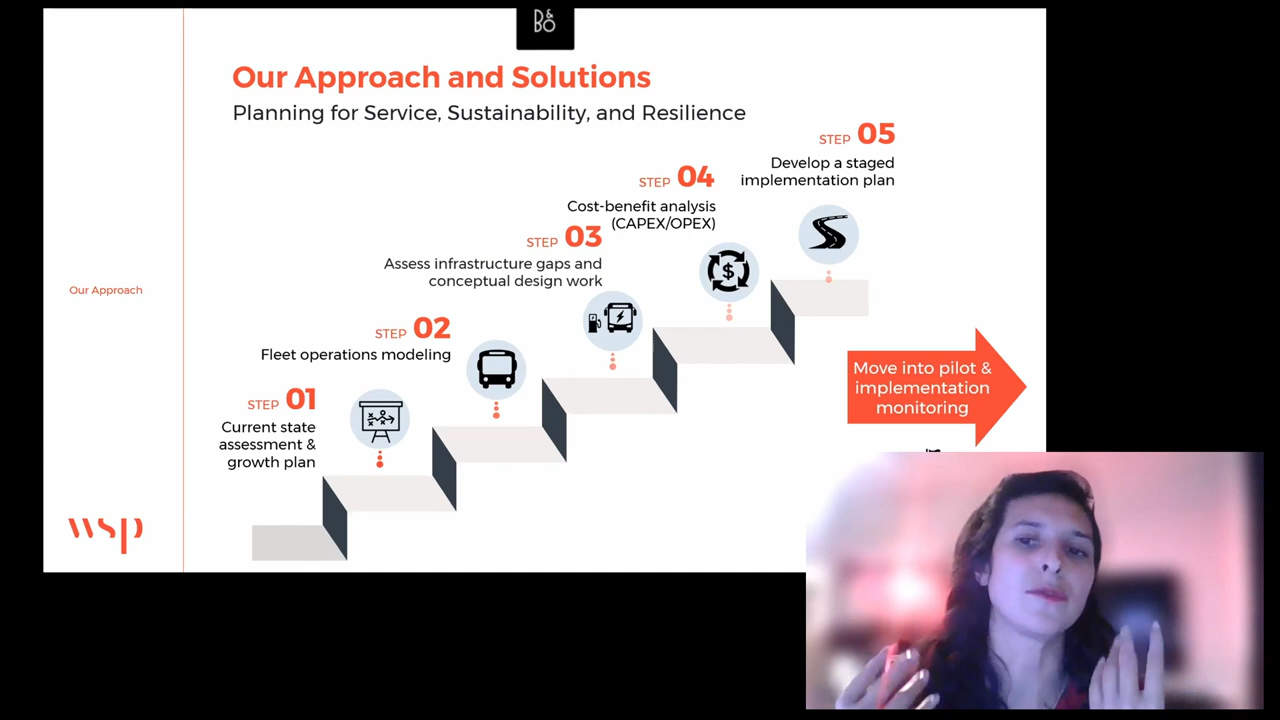 B&
BO
Our Approach and Solutions
Planning for Service, Sustainability, and Resilience
STEP 05
Develop a staged
implementation plan
STEP 04
Cost-benefit analysis
(CAPEX/OPEX)
STEP 03
Assess infrastructure gaps and
conceptual design work
Our Approach
STEP 02
Fleet operations modeling
STEP 01
Current state
assessment &
growth plan
Move into pilot &
implementation
monitoring
$
wsp